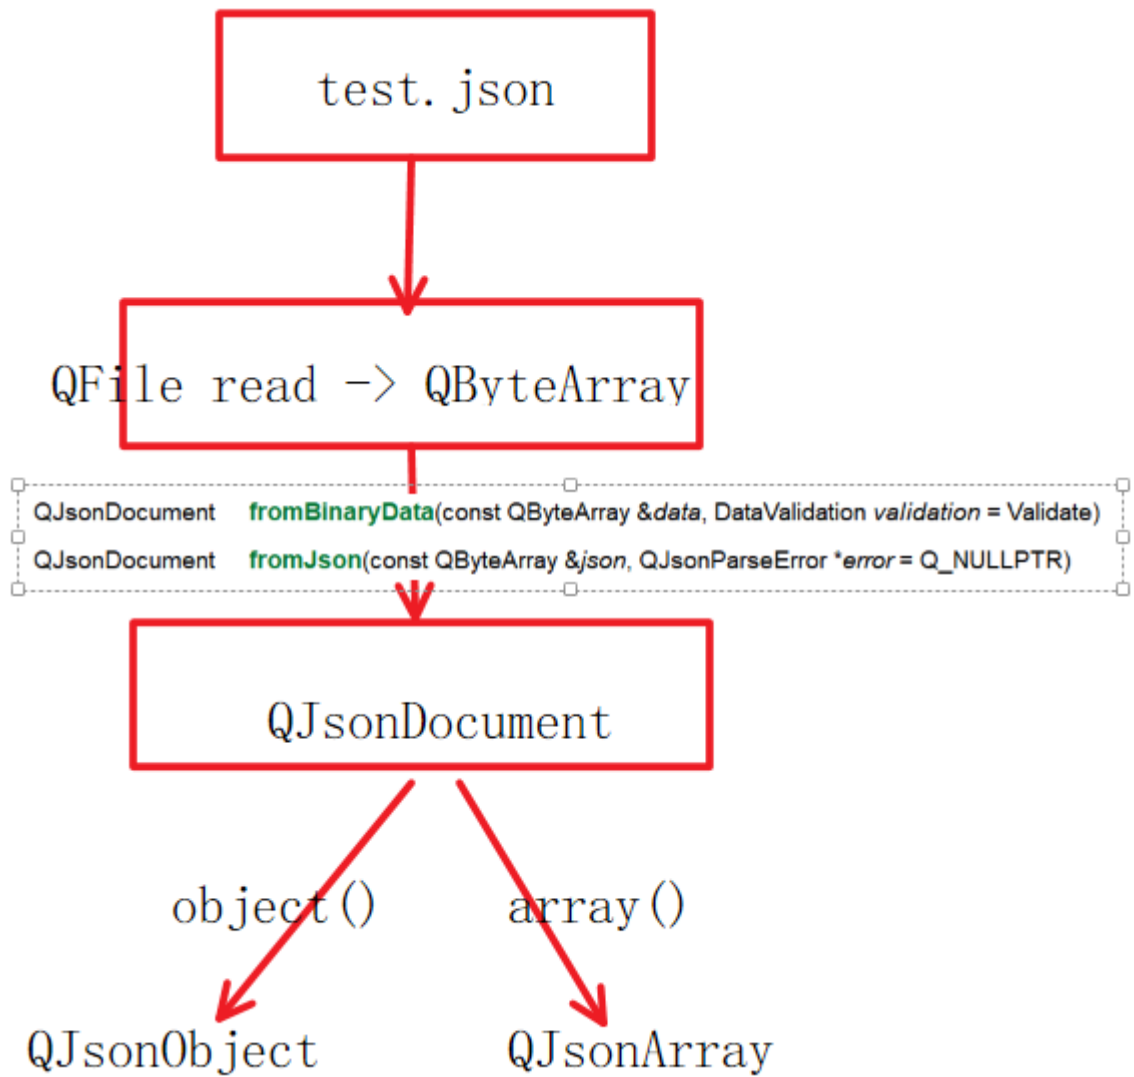 test.json
QFile read -> QByteArray
QJsonDocument fromBinaryData(const QByteArray &data, DataValidation validation = Validate)
QJsonDocument fromJson(const QByteArray &json, QJsonParseError *error = Q_NULLPTR)
QJsonDocument
object() array()
QJsonObject QJsonArray